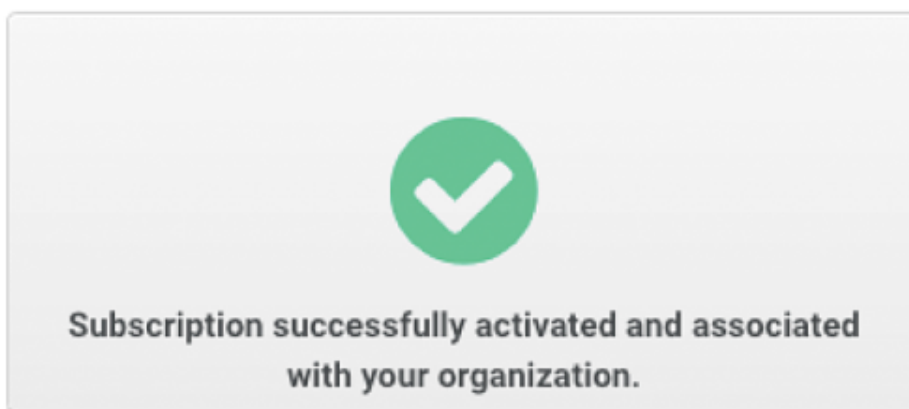 Subscription successfully activated and associated
with your organization.